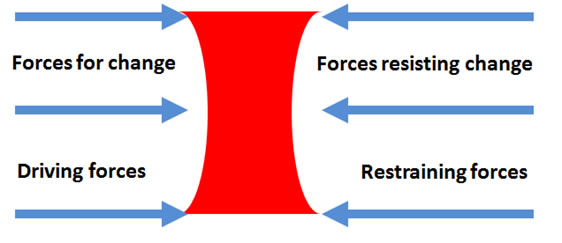 Forces for change
Forces resisting change
Driving forces
Restraining forces